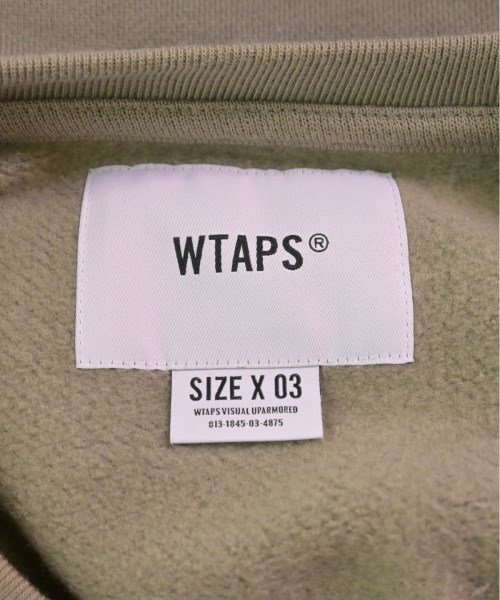 WTAPS®
SIZE X 03
WTAPS VISUAL UPARMORED
813-1845-03-4875